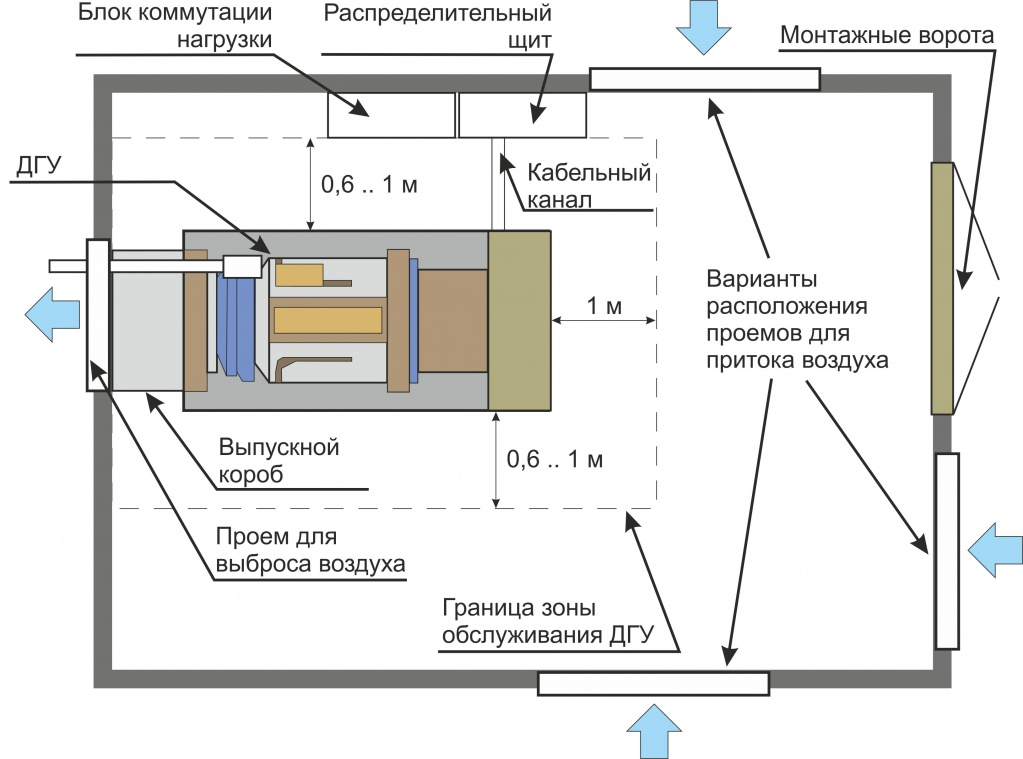 Блок коммутации
нагрузки
Распределительный
щит
Монтажные ворота
ДГУ
0,6 .. 1 м
Кабельный
канал
1 м
Варианты
расположения
проемов для
притока воздуха
Выпускной
короб
0,6 .. 1 м
Проем для
выброса воздуха
Граница зоны
обслуживания ДГУ